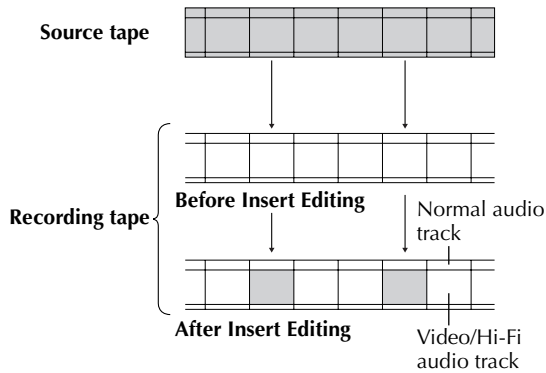 Source tape
Before Insert Editing
Recording tape
Normal audio
track
After Insert Editing
Video/Hi-Fi
audio track